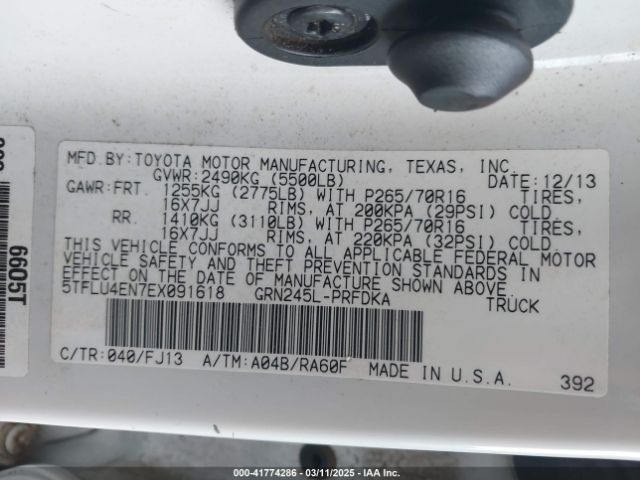 MFD.BY:TOYOTA MOTOR MANUFACTURING, TEXAS, INC.
GVWR:2490KG (5500LB) DATE:12/13
GAWR:FRT. 1255KG (2775LB) WITH P265/70R16 TIRES,
16X7JJ RIMS, AT 200KPA (29PSI) COLD.
RR. 1410KG (3110LB) WITH P265/70R16 TIRES,
16X7JJ RIMS, AT 220KPA (32PSI) COLD.
THIS VEHICLE CONFORMS TO ALL APPLICABLE FEDERAL MOTOR
VEHICLE SAFETY AND THEFT PREVENTION STANDARDS IN
EFFECT ON THE DATE OF MANUFACTURE SHOWN ABOVE.
5TFLU4EN7EX091618 GRN245L-PRFDKA TRUCK
C/TR:040/FJ13 A/TM:A04B/RA60F MADE IN U.S.A.
392
6605T
000-41774286 - 03/11/2025 - IAA Inc.